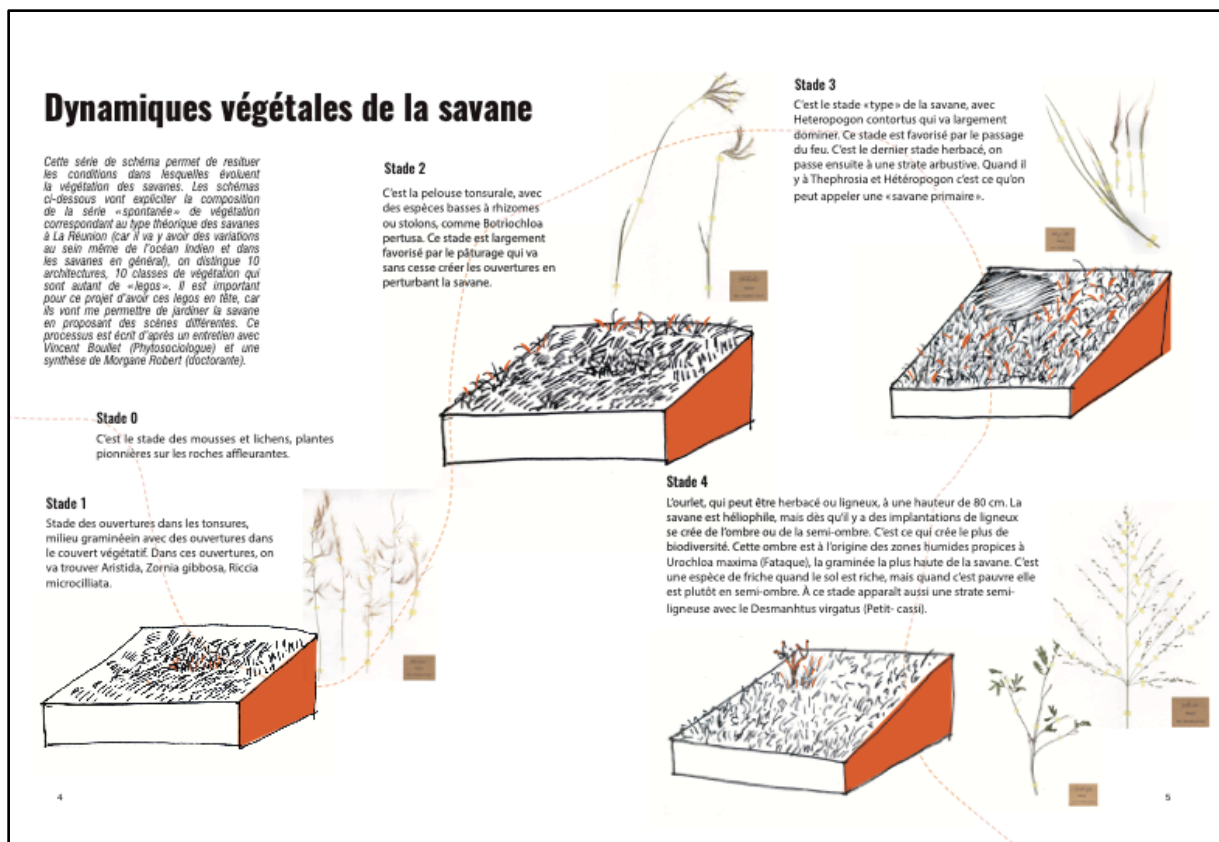 Dynamiques végétales de la savane
Cette série de schéma permet de resituer
les conditions dans lesquelles évoluent
la végétation des savanes. Les schémas
ci-dessous vont expliciter la composition
de la série «spontanée» de végétation
correspondant au type théorique des savanes
à La Réunion (car il va y avoir des variations
au sein même de l'océan Indien et dans
les savanes en général), on distingue 10
architectures, 10 classes de végétation qui
sont autant de «legos». Il est important
pour ce projet d'avoir ces legos en tête, car
ils vont me permettre de jardiner la savane
en proposant des scènes différentes. Ce
processus est écrit d'après un entretien avec
Vincent Boullet (Phytosociologue) et une
synthèse de Morgane Robert (doctorante).
Stade 0
C'est le stade des mousses et lichens, plantes
pionnières sur les roches affleurantes.
Stade 1
Stade des ouvertures dans les tonsures,
milieu graminéein avec des ouvertures dans
le couvert végétatif. Dans ces ouvertures, on
va trouver Aristida, Zornia gibbosa, Riccia
microcilliata.
Stade 2
C'est la pelouse tonsurale, avec
des espèces basses à rhizomes
ou stolons, comme Botriochloa
pertusa. Ce stade est largement
favorisé par le pâturage qui va
sans cesse créer les ouvertures en
perturbant la savane.
Stade 3
C'est le stade «type» de la savane, avec
Heteropogon contortus qui va largement
dominer. Ce stade est favorisé par le passage
du feu. C'est le dernier stade herbacé, on
passe ensuite à une strate arbustive. Quand il
y à Thephrosia et Hétéropogon c'est ce qu'on
peut appeler une «savane primaire».
Stade 4
L'ourlet, qui peut être herbacé ou ligneux, à une hauteur de 80 cm. La
savane est héliophile, mais dès qu'il y a des implantations de ligneux
se crée de l'ombre ou de la semi-ombre. C'est ce qui crée le plus de
biodiversité. Cette ombre est à l'origine des zones humides propices à
Urochloa maxima (Fataque), la graminée la plus haute de la savane. C'est
une espèce de friche quand le sol est riche, mais quand c'est pauvre elle
est plutôt en semi-ombre. À ce stade apparaît aussi une strate semi-
ligneuse avec le Desmanhtus virgatus (Petit- cassi).
4
5